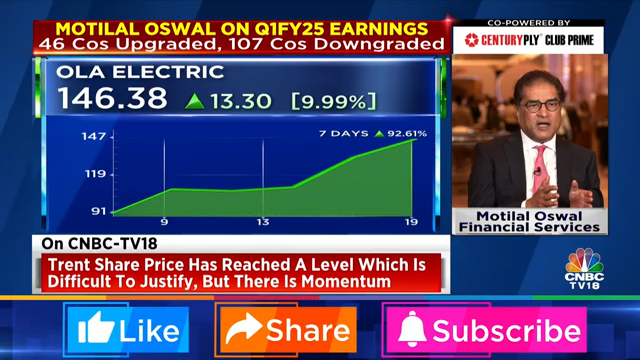 MOTILAL OSWAL ON Q1FY25 EARNINGS
46 Cos Upgraded, 107 Cos Downgraded
CO-POWERED BY
CENTURYPLY CLUB PRIME
OLA ELECTRIC
146.38 ▲ 13.30 [9.99%]
7 DAYS ▲ 92.61%
147
119
91
9
13
19
Motilal Oswal
Financial Services
On CNBC-TV18
Trent Share Price Has Reached A Level Which Is
Difficult To Justify, But There Is Momentum
CNBC
TV18
Like
Share
Subscribe